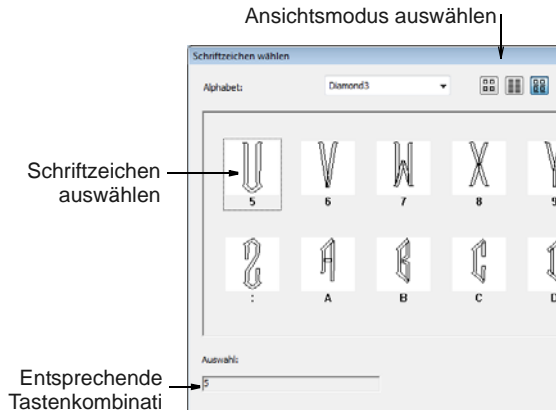 Ansichtsmodus auswählen
Schriftzeichen wählen
Alphabet: Diamond3
Schriftzeichen
auswählen
U V W X Y
5 6 7 8 9
Z A B C D
: A B C D
Auswahl:
5
Entsprechende
Tastenkombinati